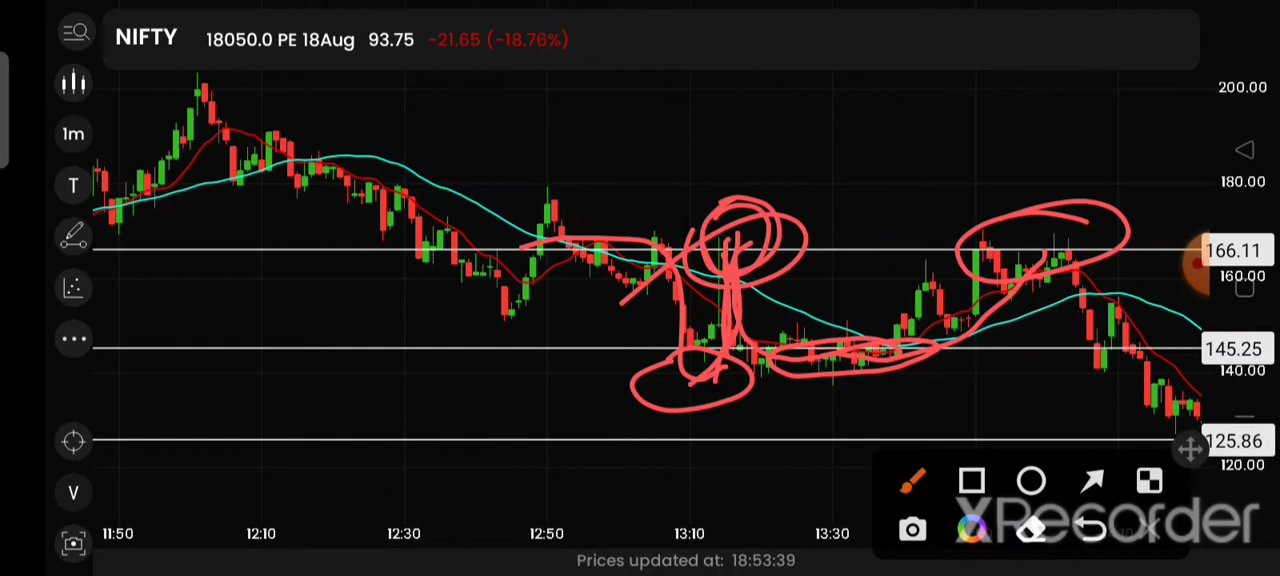 NIFTY 18050.0 PE 18Aug 93.75 -21.65 (-18.76%)
200.00
1m
T
180.00
166.11
160.00
145.25
140.00
125.86
120.00
V
XRecorder
11:50 12:10 12:30 12:50 13:10 13:30
Prices updated at: 18:53:39